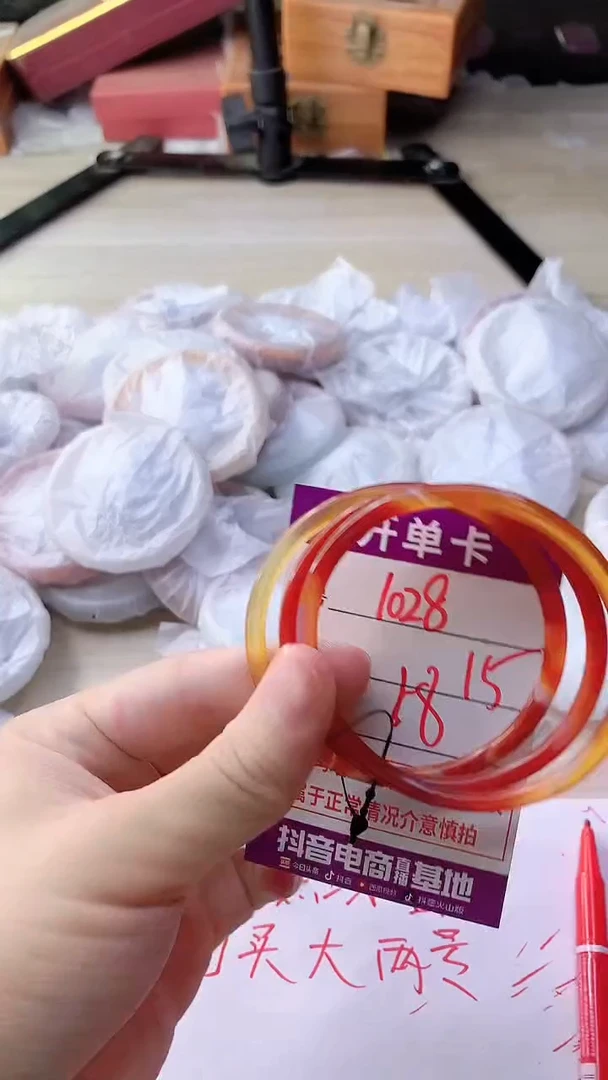 开单卡
1028
15
18
属于正常情况介意慎拍
抖音电商直播基地
今日头条 抖音 西瓜视频 抖音火山版
买大两号